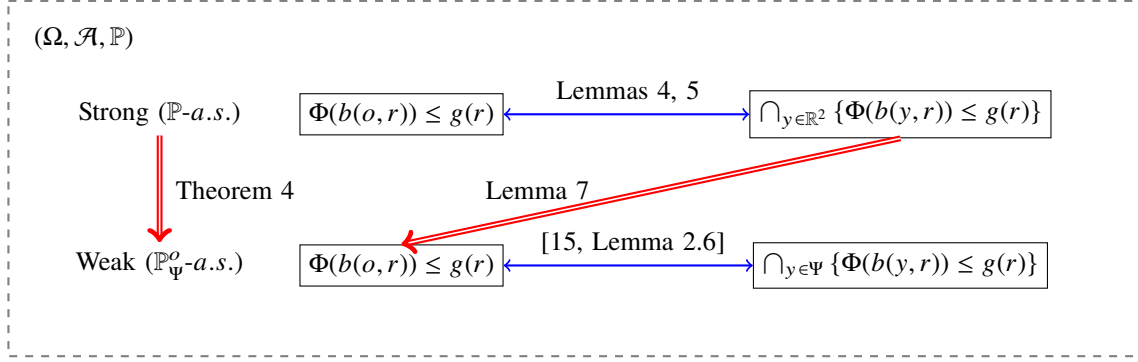 (Ω, 𝒜, ℙ)
Lemmas 4, 5
Strong (ℙ-a.s.) Φ(b(o, r)) ≤ g(r) ⋂_{y∈ℝ²} {Φ(b(y, r)) ≤ g(r)}
Theorem 4 Lemma 7
[15, Lemma 2.6]
Weak (ℙ^o_Ψ-a.s.) Φ(b(o, r)) ≤ g(r) ⋂_{y∈Ψ} {Φ(b(y, r)) ≤ g(r)}